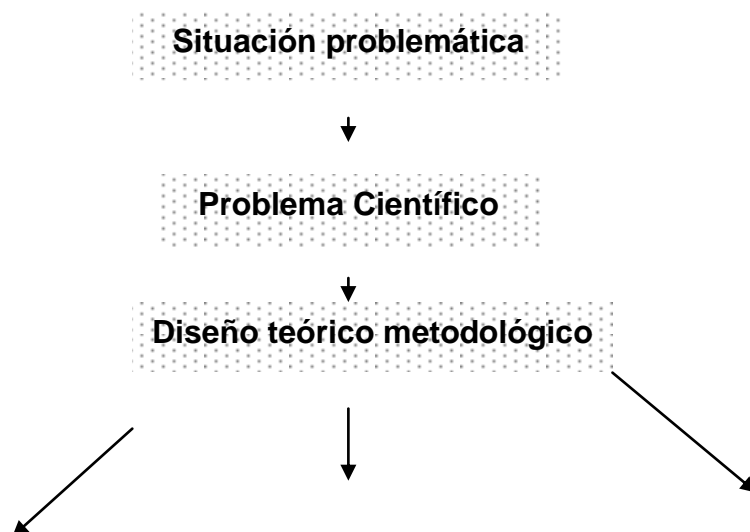 Situación problemática
Problema Científico
Diseño teórico metodológico